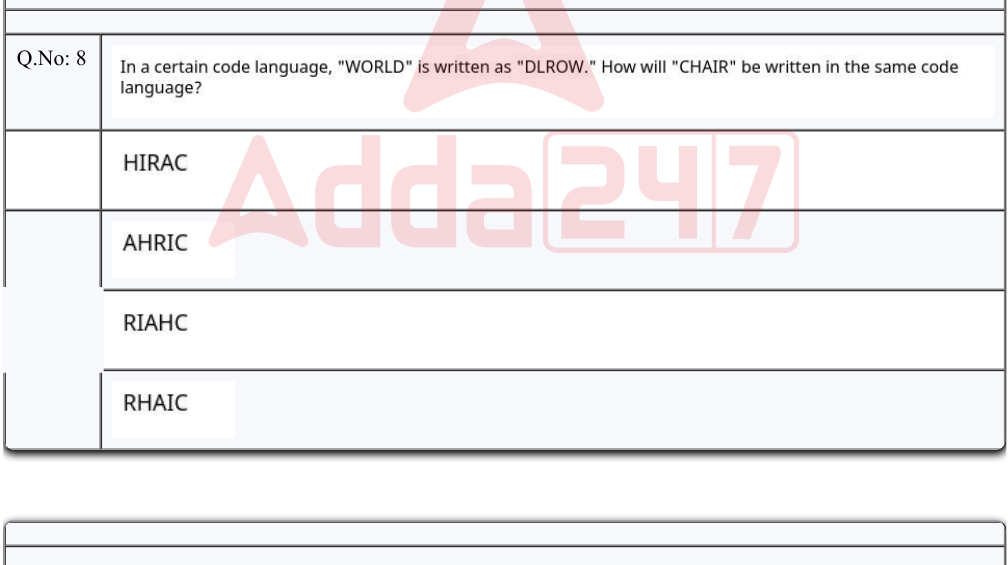 Q.No: 8
In a certain code language, "WORLD" is written as "DLROW." How will "CHAIR" be written in the same code
language?
HIRAC
Adda247
AHRIC
RIAHC
RHAIC